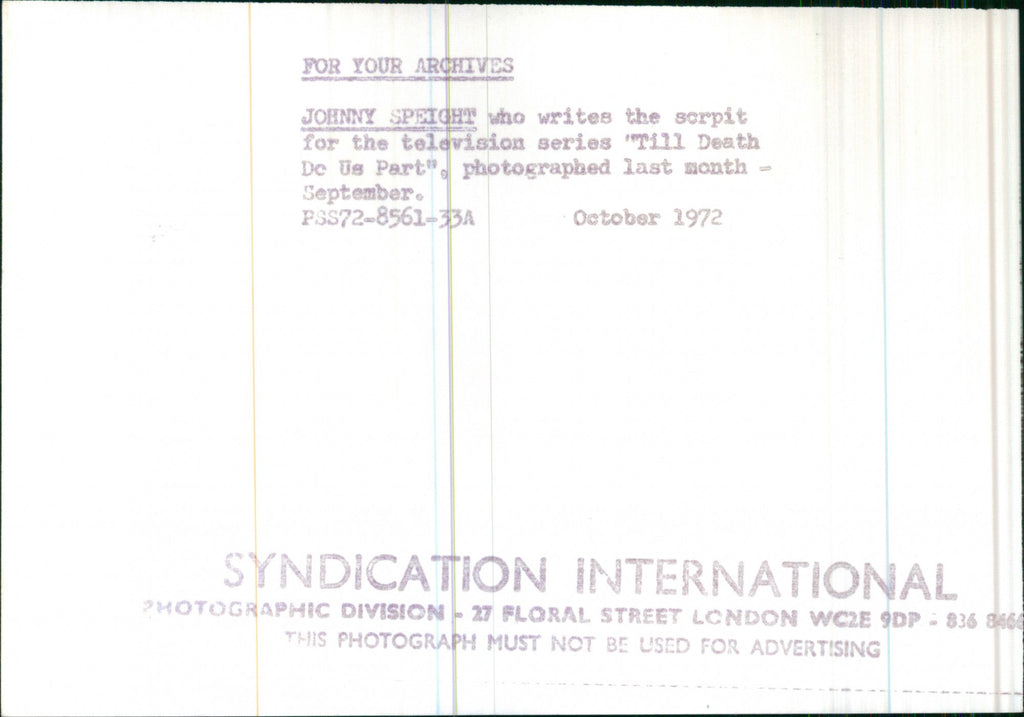 FOR YOUR ARCHIVES
JOHNNY SPEIGHT who writes the scrpit
for the television series "Till Death
Do Us Part", photographed last month -
September.
PSS72-8561-33A October 1972
SYNDICATION INTERNATIONAL
PHOTOGRAPHIC DIVISION - 27 FLORAL STREET LONDON WC2E 9DP - 836
THIS PHOTOGRAPH MUST NOT BE USED FOR ADVERTISING